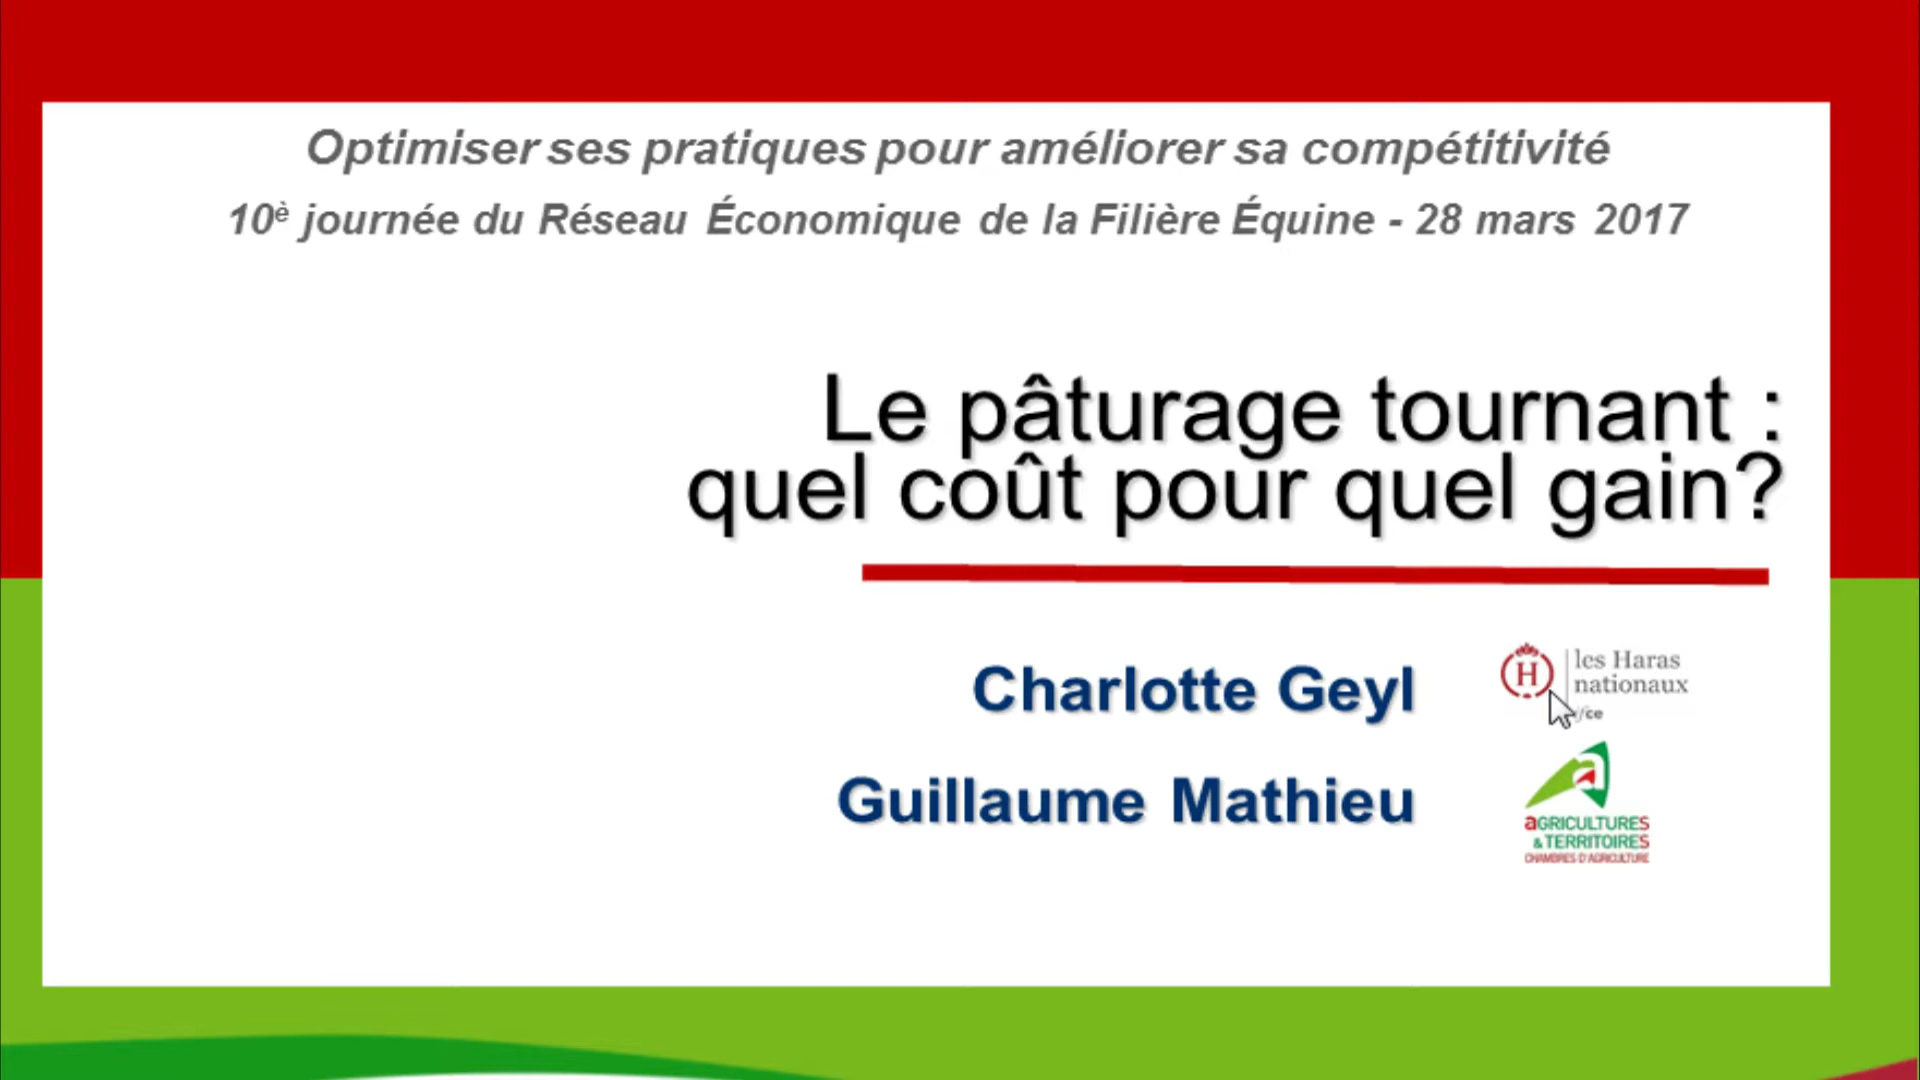 Optimiser ses pratiques pour améliorer sa compétitivité
10è journée du Réseau Économique de la Filière Équine - 28 mars 2017
Le pâturage tournant :
quel coût pour quel gain?
Charlotte Geyl
H
les Haras
nationaux
ifce
Guillaume Mathieu
a
aGRICULTURES
& TERRITOIRES
CHAMBRES D'AGRICULTURE